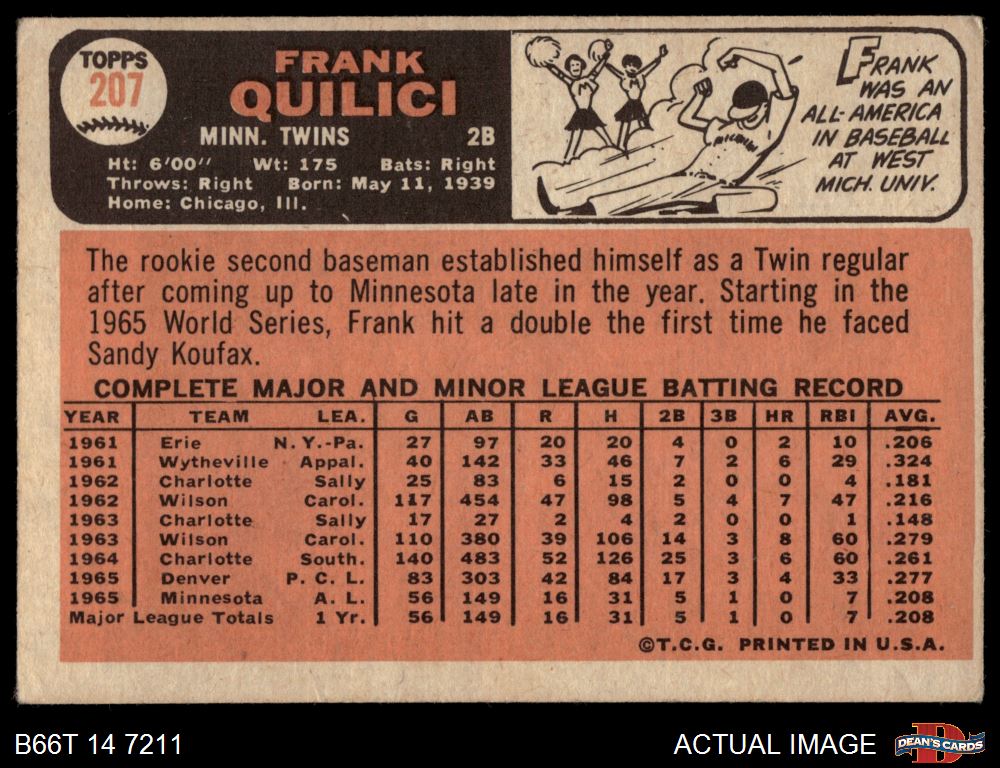 TOPPS
207
FRANK
QUILICI
MINN. TWINS 2B
Ht: 6'00" Wt: 175 Bats: Right
Throws: Right Born: May 11, 1939
Home: Chicago, Ill.
M
M
MICHIGAN
FRANK
WAS AN
ALL-AMERICA
IN BASEBALL
AT WEST
MICH. UNIV.
The rookie second baseman established himself as a Twin regular
after coming up to Minnesota late in the year. Starting in the
1965 World Series, Frank hit a double the first time he faced
Sandy Koufax.
COMPLETE MAJOR AND MINOR LEAGUE BATTING RECORD
YEAR TEAM LEA. G AB R H 2B 3B HR RBI AVG.
1961 Erie N.Y.-Pa. 27 97 20 20 4 0 2 10 .206
1961 Wytheville Appal. 40 142 33 46 7 2 6 29 .324
1962 Charlotte Sally 25 83 6 15 2 0 0 4 .181
1962 Wilson Carol. 117 454 47 98 5 4 7 47 .216
1963 Charlotte Sally 17 27 2 4 2 0 0 1 .148
1963 Wilson Carol. 110 380 39 106 14 3 8 60 .279
1964 Charlotte South. 140 483 52 126 25 3 6 60 .261
1965 Denver P. C. L. 83 303 42 84 17 3 4 33 .277
1965 Minnesota A. L. 56 149 16 31 5 1 0 7 .208
Major League Totals 1 Yr. 56 149 16 31 5 1 0 7 .208
©T.C.G. PRINTED IN U.S.A.
B66T 14 7211
ACTUAL IMAGE
D
DEAN'S CARDS